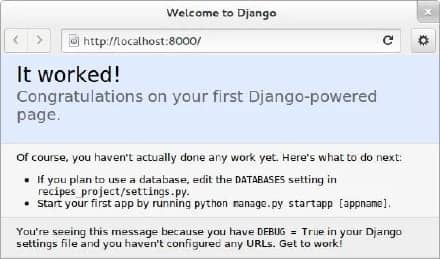 Welcome to Django
http://localhost:8000/
It worked!
Congratulations on your first Django-powered
page.
Of course, you haven't actually done any work yet. Here's what to do next:
• If you plan to use a database, edit the DATABASES setting in
recipes_project/settings.py.
• Start your first app by running python manage.py startapp [appname].
You're seeing this message because you have DEBUG = True in your Django
settings file and you haven't configured any URLs. Get to work!